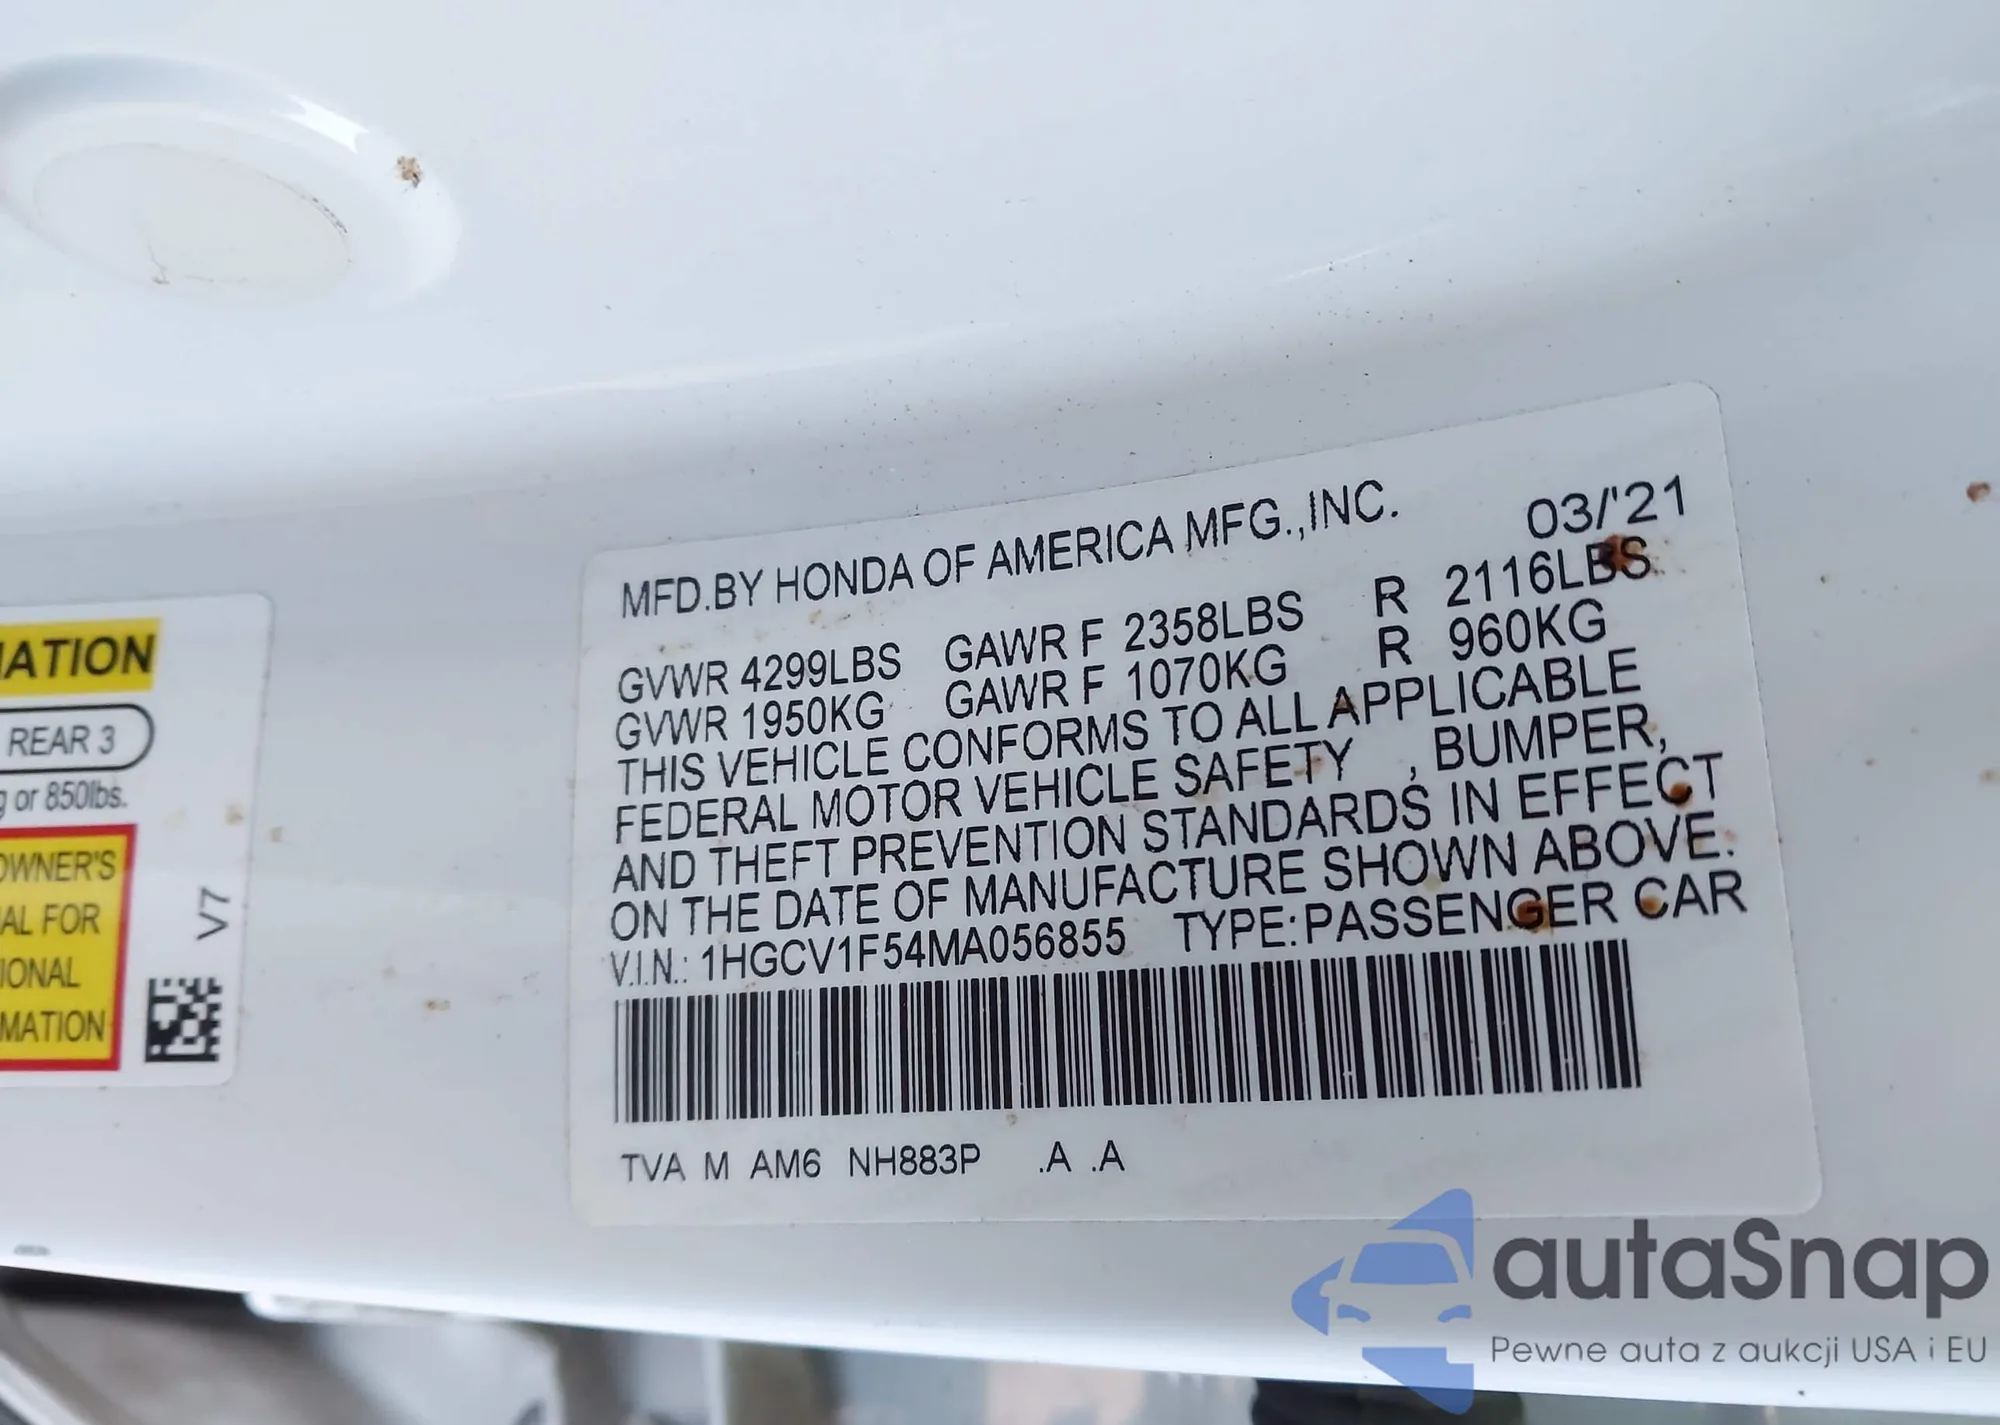 MATION
REAR 3
g or 850lbs.
OWNER'S
AL FOR
IONAL
MATION
V7
MFD.BY HONDA OF AMERICA MFG.,INC. 03/'21
GVWR 4299LBS GAWR F 2358LBS R 2116LBS
GVWR 1950KG GAWR F 1070KG R 960KG
THIS VEHICLE CONFORMS TO ALL APPLICABLE
FEDERAL MOTOR VEHICLE SAFETY , BUMPER,
AND THEFT PREVENTION STANDARDS IN EFFECT
ON THE DATE OF MANUFACTURE SHOWN ABOVE.
V.I.N.: 1HGCV1F54MA056855 TYPE:PASSENGER CAR
TVA M AM6 NH883P .A .A
autaSnap
Pewne auta z aukcji USA i EU